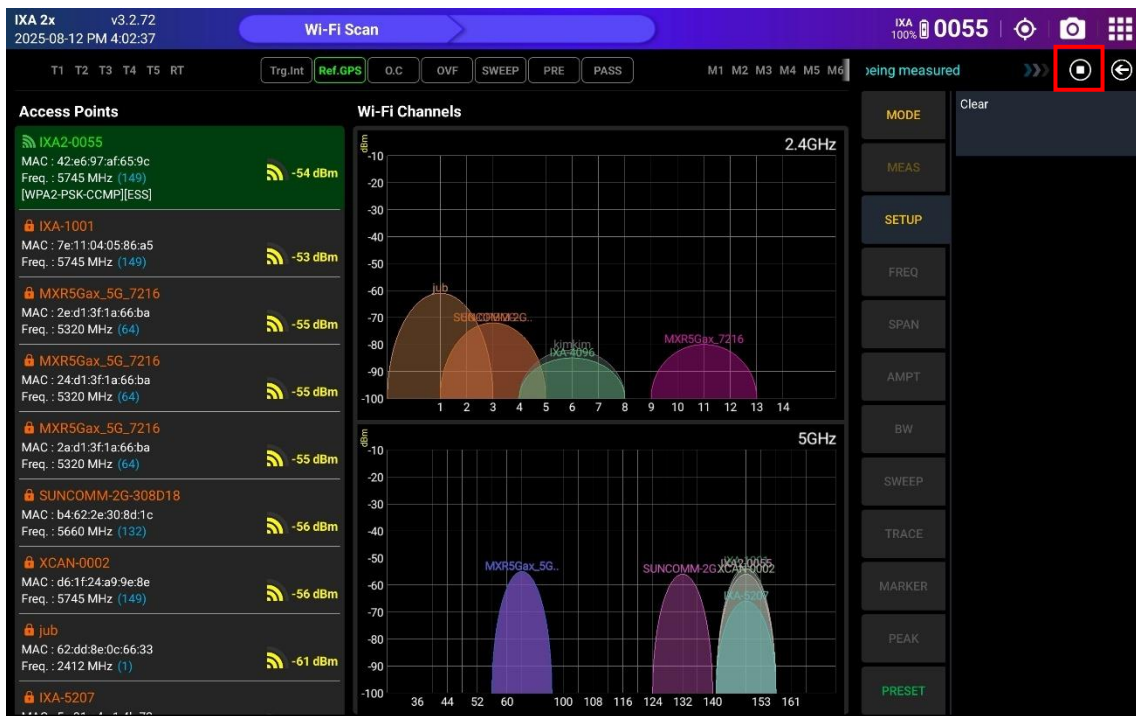 IXA 2x v3.2.72
2025-08-12 PM 4:02:37
Wi-Fi Scan
IXA
100%
0055
T1 T2 T3 T4 T5 RT
Trg.Int Ref.GPS O.C OVF SWEEP PRE PASS
M1 M2 M3 M4 M5 M6
being measured
Access Points
IXA2-0055
MAC : 42:e6:97:af:65:9c
Freq. : 5745 MHz (149)
[WPA2-PSK-CCMP][ESS]
-54 dBm
IXA-1001
MAC : 7e:11:04:05:86:a5
Freq. : 5745 MHz (149)
-53 dBm
MXR5Gax_5G_7216
MAC : 2e:d1:3f:1a:66:ba
Freq. : 5320 MHz (64)
-55 dBm
MXR5Gax_5G_7216
MAC : 24:d1:3f:1a:66:ba
Freq. : 5320 MHz (64)
-55 dBm
MXR5Gax_5G_7216
MAC : 2a:d1:3f:1a:66:ba
Freq. : 5320 MHz (64)
-55 dBm
SUNCOMM-2G-308D18
MAC : b4:62:2e:30:8d:1c
Freq. : 5660 MHz (132)
-56 dBm
XCAN-0002
MAC : d6:1f:24:a9:9e:8e
Freq. : 5745 MHz (149)
-56 dBm
jub
MAC : 62:dd:8e:0c:66:33
Freq. : 2412 MHz (1)
-61 dBm
IXA-5207
Wi-Fi Channels
dBm
2.4GHz
-10
-20
-30
-40
-50
-60
-70
-80
-90
-100
jub
kimkim
IXA-4096
MXR5Gax_7216
1 2 3 4 5 6 7 8 9 10 11 12 13 14
dBm
5GHz
-10
-20
-30
-40
-50
-60
-70
-80
-90
-100
MXR5Gax_5G..
SUNCOMM-2G
XCAN-0002
IXA-5207
36 44 52 60 100 108 116 124 132 140 153 161
MODE
MEAS
SETUP
FREQ
SPAN
AMPT
BW
SWEEP
TRACE
MARKER
PEAK
PRESET
Clear